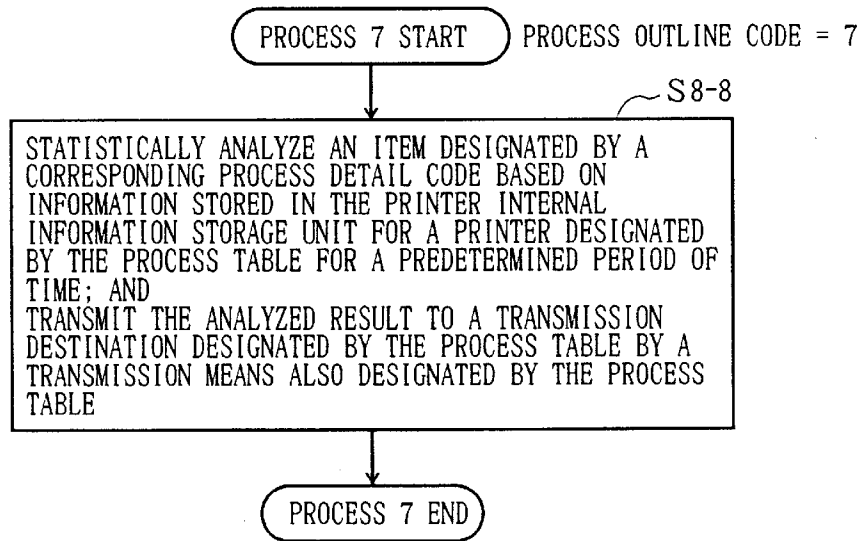 PROCESS 7 START
PROCESS OUTLINE CODE = 7
S8-8
STATISTICALLY ANALYZE AN ITEM DESIGNATED BY A
CORRESPONDING PROCESS DETAIL CODE BASED ON
INFORMATION STORED IN THE PRINTER INTERNAL
INFORMATION STORAGE UNIT FOR A PRINTER DESIGNATED
BY THE PROCESS TABLE FOR A PREDETERMINED PERIOD OF
TIME; AND
TRANSMIT THE ANALYZED RESULT TO A TRANSMISSION
DESTINATION DESIGNATED BY THE PROCESS TABLE BY A
TRANSMISSION MEANS ALSO DESIGNATED BY THE PROCESS
TABLE
PROCESS 7 END